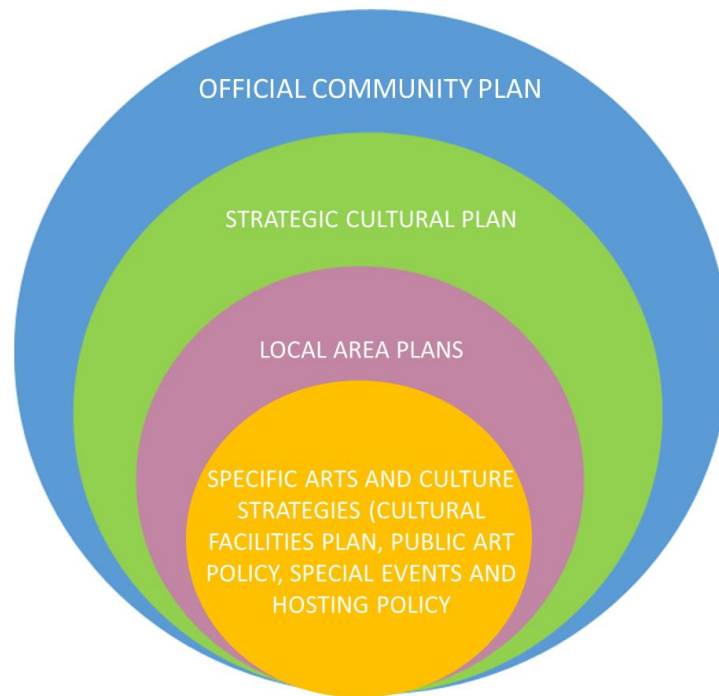 OFFICIAL COMMUNITY PLAN
STRATEGIC CULTURAL PLAN
LOCAL AREA PLANS
SPECIFIC ARTS AND CULTURE
STRATEGIES (CULTURAL
FACILITIES PLAN, PUBLIC ART
POLICY, SPECIAL EVENTS AND
HOSTING POLICY